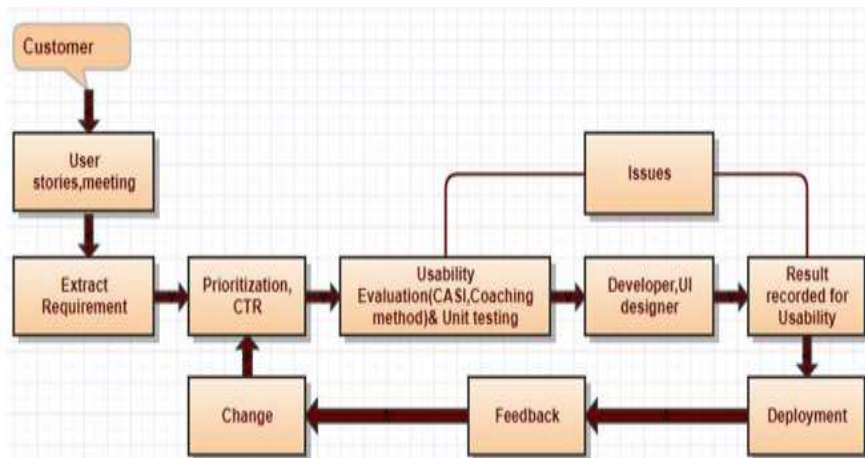 Customer
User
stories,meeting
Issues
Extract
Requirement
Prioritization,
CTR
Usability
Evaluation(CASI,Coaching
method)& Unit testing
Developer,UI
designer
Result
recorded for
Usability
Change
Feedback
Deployment